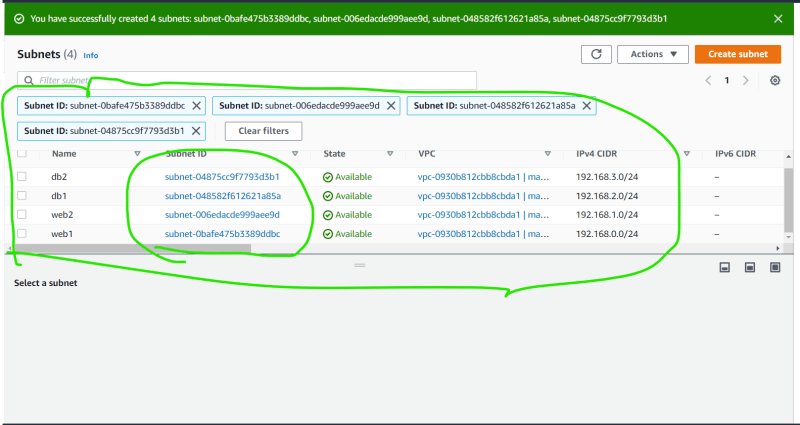 You have successfully created 4 subnets: subnet-0bafe475b3389ddbc, subnet-006edacde999aee9d, subnet-048582f612621a85a, subnet-04875cc9f7793d3b1
Subnets (4) Info
Actions
Create subnet
Filter subnets
1
Subnet ID: subnet-0bafe475b3389ddbc
Subnet ID: subnet-006edacde999aee9d
Subnet ID: subnet-048582f612621a85a
Subnet ID: subnet-04875cc9f7793d3b1
Clear filters
Name Subnet ID State VPC IPv4 CIDR IPv6 CIDR
db2 subnet-04875cc9f7793d3b1 Available vpc-0930b812cbb8cbda1 | ma... 192.168.3.0/24 –
db1 subnet-048582f612621a85a Available vpc-0930b812cbb8cbda1 | ma... 192.168.2.0/24 –
web2 subnet-006edacde999aee9d Available vpc-0930b812cbb8cbda1 | ma... 192.168.1.0/24 –
web1 subnet-0bafe475b3389ddbc Available vpc-0930b812cbb8cbda1 | ma... 192.168.0.0/24 –
Select a subnet